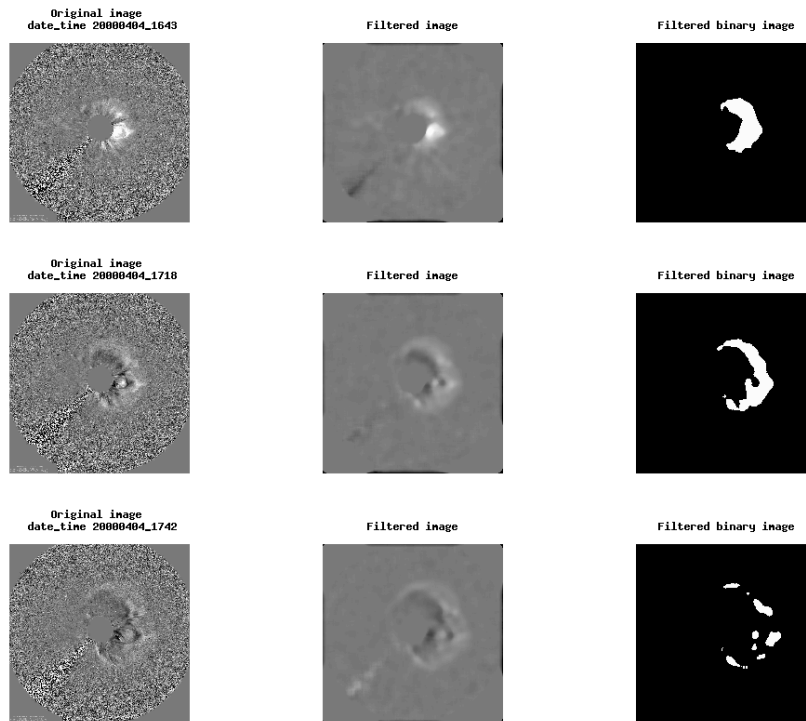 Original image
date_time 20000404_1643
Filtered image
Filtered binary image
Original image
date_time 20000404_1718
Filtered image
Filtered binary image
Original image
date_time 20000404_1742
Filtered image
Filtered binary image